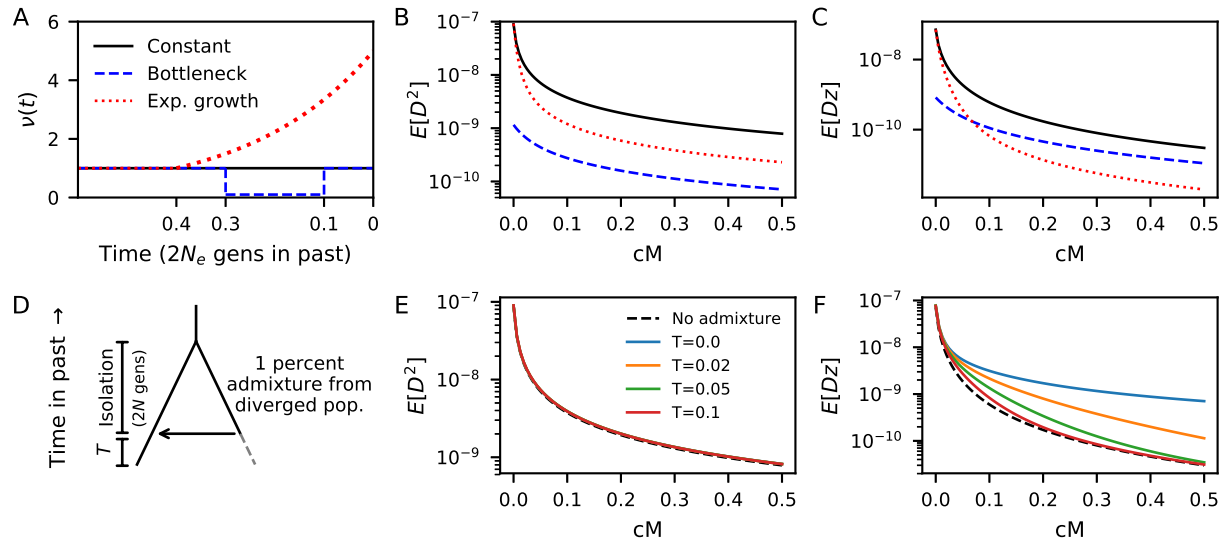 A
6
4
2
0
ν(t)
Constant
Bottleneck
Exp. growth
0.4
0.3
0.1
0
Time (2Nₑ gens in past)
B
10⁻⁷
10⁻⁸
10⁻⁹
10⁻¹⁰
E[D²]
0.0 0.1 0.2 0.3 0.4 0.5
cM
C
10⁻⁸
10⁻¹⁰
E[Dz]
0.0 0.1 0.2 0.3 0.4 0.5
cM
D
Time in past →
Isolation
(2N gens)
T
1 percent
admixture from
diverged pop.
E
10⁻⁷
10⁻⁸
10⁻⁹
E[D²]
No admixture
T=0.0
T=0.02
T=0.05
T=0.1
0.0 0.1 0.2 0.3 0.4 0.5
cM
F
10⁻⁷
10⁻⁸
10⁻⁹
10⁻¹⁰
E[Dz]
0.0 0.1 0.2 0.3 0.4 0.5
cM